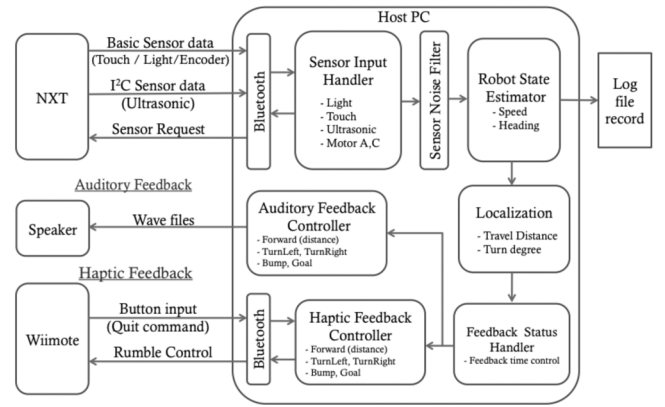 Host PC
NXT
Basic Sensor data
(Touch / Light/Encoder)
I²C Sensor data
(Ultrasonic)
Sensor Request
Bluetooth
Sensor Input
Handler
- Light
- Touch
- Ultrasonic
- Motor A,C
Sensor Noise Filter
Robot State
Estimator
- Speed
- Heading
Log
file
record
Auditory Feedback
Speaker
Wave files
Auditory Feedback
Controller
- Forward (distance)
- TurnLeft, TurnRight
- Bump, Goal
Localization
- Travel Distance
- Turn degree
Haptic Feedback
Wiimote
Button input
(Quit command)
Rumble Control
Bluetooth
Haptic Feedback
Controller
- Forward (distance)
- TurnLeft, TurnRight
- Bump, Goal
Feedback Status
Handler
- Feedback time control